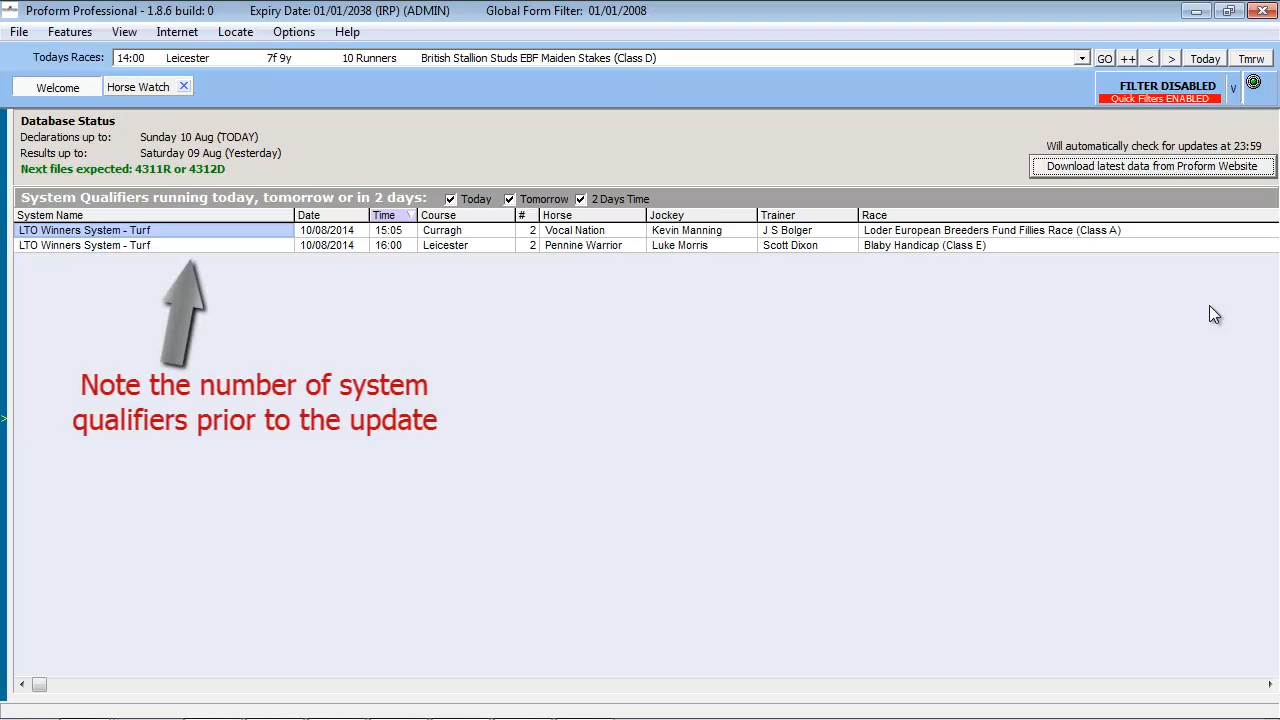 Proform Professional - 1.8.6 build: 0 Expiry Date: 01/01/2038 (IRP) (ADMIN) Global Form Filter: 01/01/2008
File Features View Internet Locate Options Help
Todays Races: 14:00 Leicester 7f 9y 10 Runners British Stallion Studs EBF Maiden Stakes (Class D) GO ++ < > Today Tmrw
Welcome Horse Watch FILTER DISABLED V
Quick Filters ENABLED
Database Status
Declarations up to: Sunday 10 Aug (TODAY)
Results up to: Saturday 09 Aug (Yesterday)
Will automatically check for updates at 23:59
Next files expected: 4311R or 4312D
Download latest data from Proform Website
System Qualifiers running today, tomorrow or in 2 days: Today Tomorrow 2 Days Time
System Name Date Time Course # Horse Jockey Trainer Race
LTO Winners System - Turf 10/08/2014 15:05 Curragh 2 Vocal Nation Kevin Manning J S Bolger Loder European Breeders Fund Fillies Race (Class A)
LTO Winners System - Turf 10/08/2014 16:00 Leicester 2 Pennine Warrior Luke Morris Scott Dixon Blaby Handicap (Class E)
Note the number of system
qualifiers prior to the update